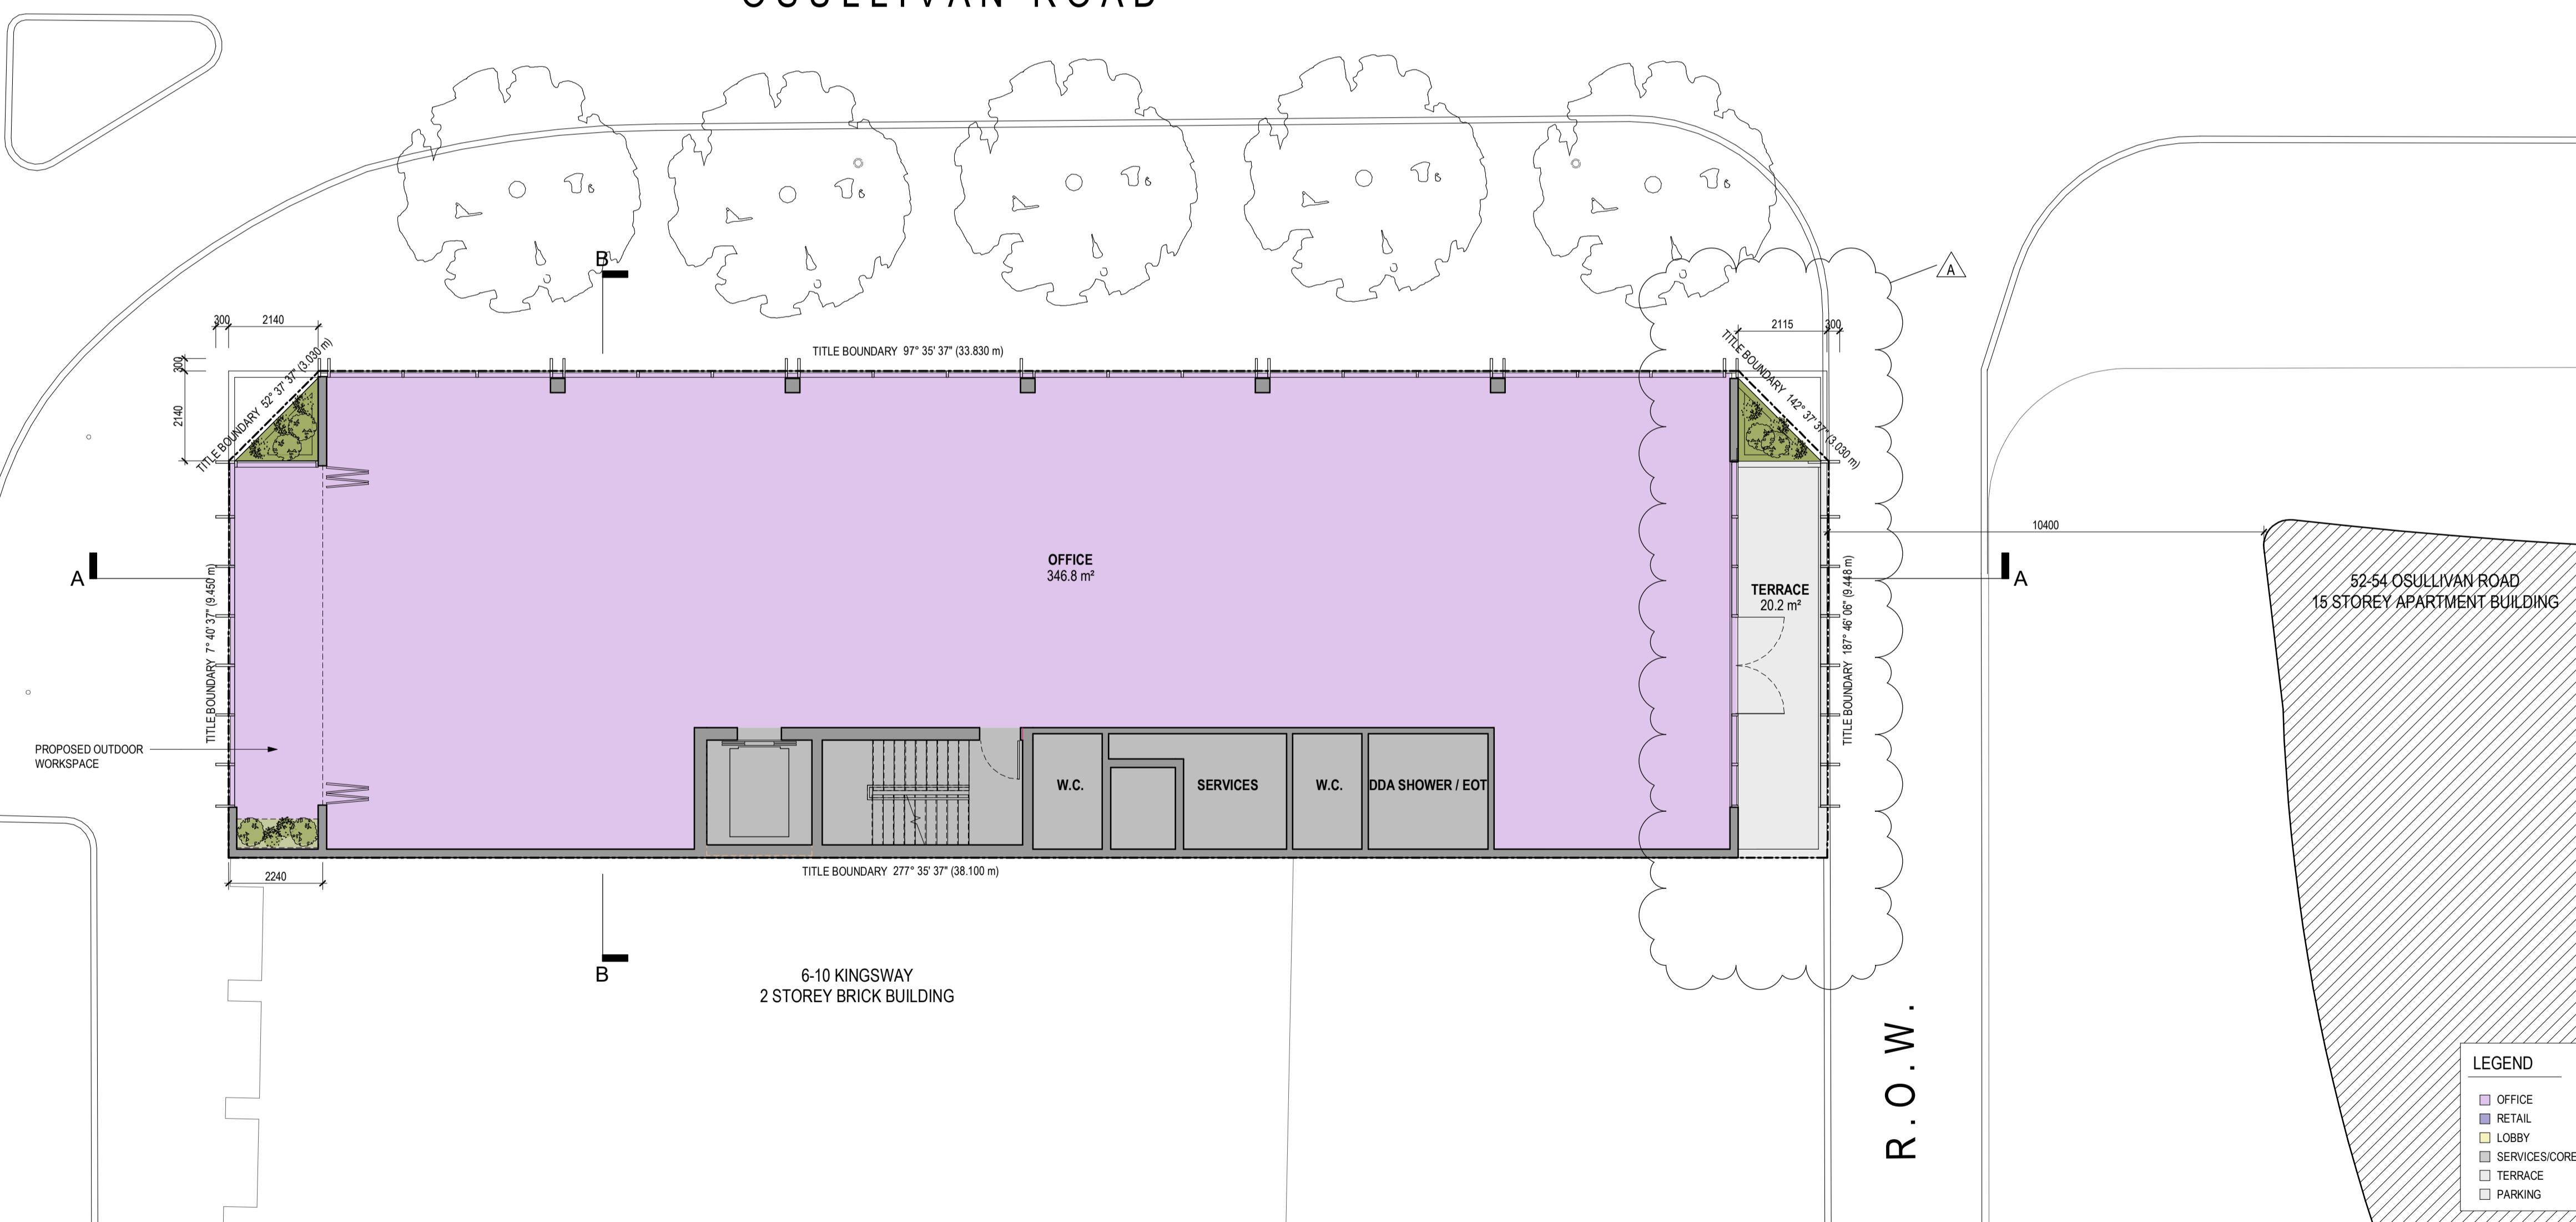 OSULLIVAN ROAD
A
B
300
2140
2115
300
TITLE BOUNDARY 97° 35' 37" (33.830 m)
300
2140
TITLE BOUNDARY 52° 37' 37" (3.030 m)
TITLE BOUNDARY 142° 37' 37" (3.030 m)
10400
OFFICE
346.8 m²
A
A
52-54 OSULLIVAN ROAD
15 STOREY APARTMENT BUILDING
TERRACE
20.2 m²
TITLE BOUNDARY 7° 40' 37" (9.450 m)
TITLE BOUNDARY 187° 46' 06" (9.448 m)
PROPOSED OUTDOOR
WORKSPACE
W.C.
SERVICES
W.C.
DDA SHOWER / EOT
2240
TITLE BOUNDARY 277° 35' 37" (38.100 m)
B
6-10 KINGSWAY
2 STOREY BRICK BUILDING
R.O.W.
LEGEND
OFFICE
RETAIL
LOBBY
SERVICES/CORE
TERRACE
PARKING